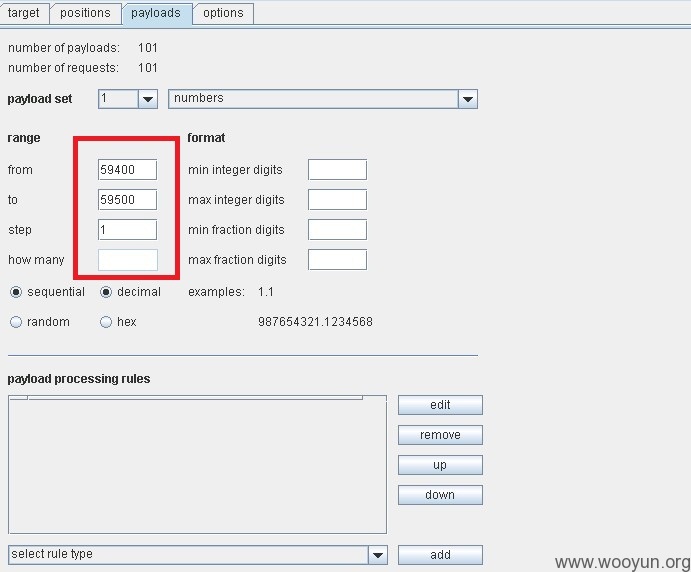 target positions payloads options
number of payloads: 101
number of requests: 101
payload set 1 numbers
range format
from 59400 min integer digits
to 59500 max integer digits
step 1 min fraction digits
how many max fraction digits
sequential decimal examples: 1.1
random hex 987654321.1234568
payload processing rules
edit
remove
up
down
select rule type add
www.wooyun.org